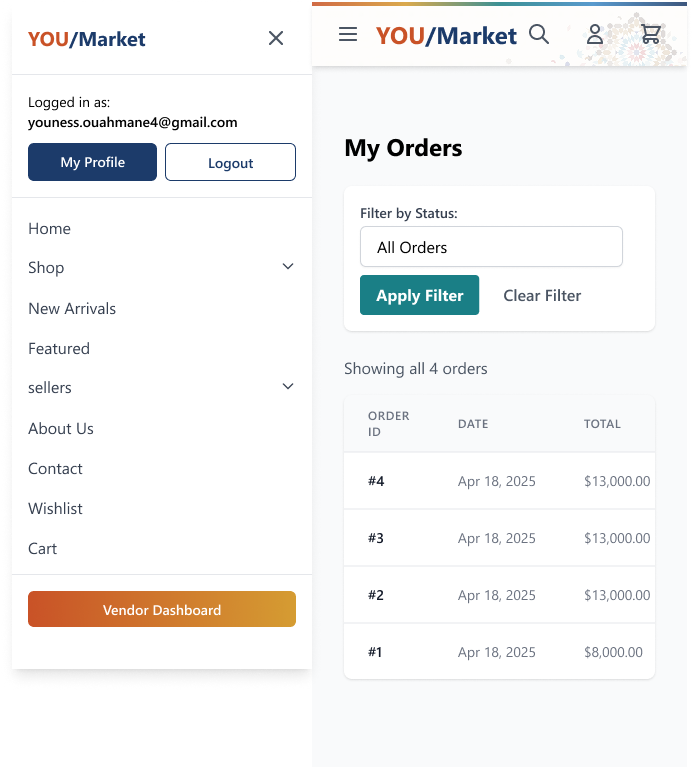 YOU/Market
Logged in as:
youness.ouahmane4@gmail.com
My Profile
Logout
Home
Shop
New Arrivals
Featured
sellers
About Us
Contact
Wishlist
Cart
Vendor Dashboard
YOU/Market
My Orders
Filter by Status:
All Orders
Apply Filter
Clear Filter
Showing all 4 orders
ORDER ID DATE TOTAL
#4 Apr 18, 2025 $13,000.00
#3 Apr 18, 2025 $13,000.00
#2 Apr 18, 2025 $13,000.00
#1 Apr 18, 2025 $8,000.00